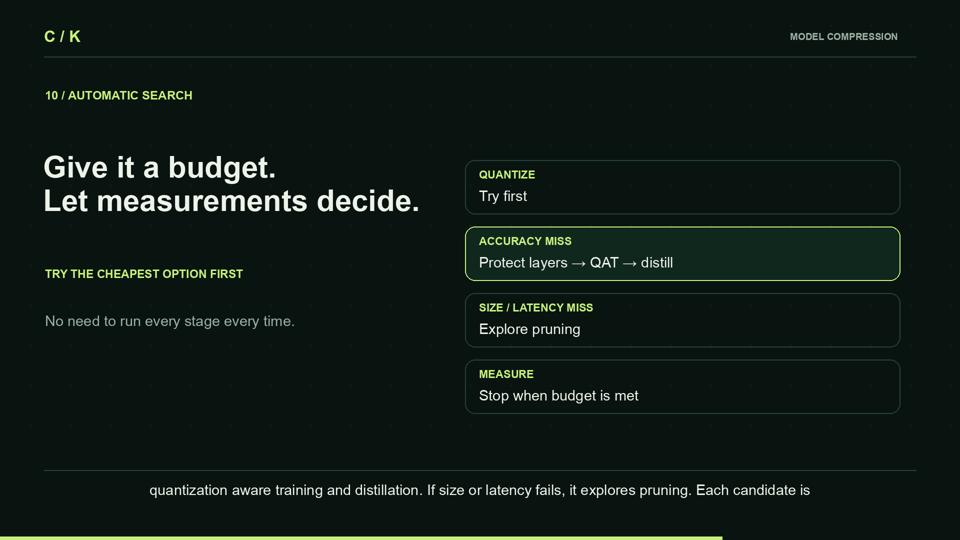 C / K
MODEL COMPRESSION
10 / AUTOMATIC SEARCH
Give it a budget.
Let measurements decide.
TRY THE CHEAPEST OPTION FIRST
No need to run every stage every time.
QUANTIZE
Try first
ACCURACY MISS
Protect layers → QAT → distill
SIZE / LATENCY MISS
Explore pruning
MEASURE
Stop when budget is met
quantization aware training and distillation. If size or latency fails, it explores pruning. Each candidate is